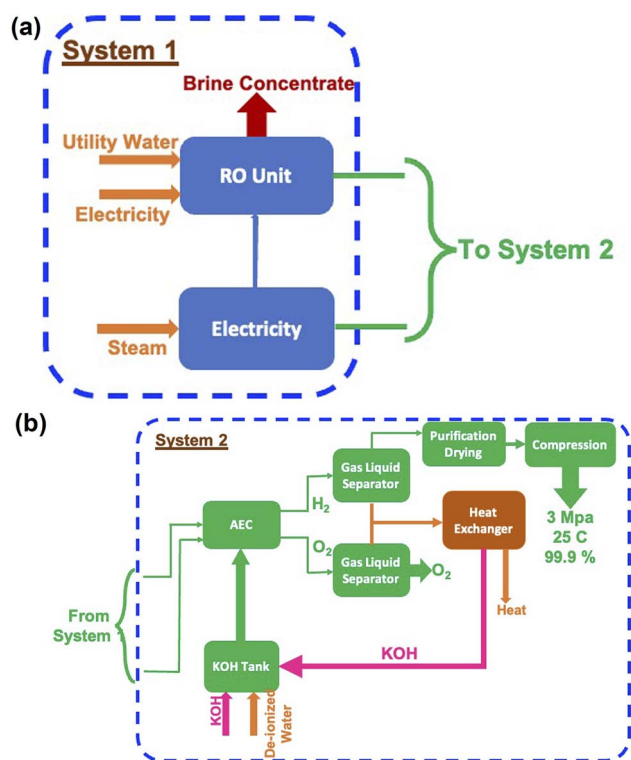 (a)
System 1
Brine Concentrate
Utility Water
RO Unit
Electricity
To System 2
Electricity
Steam
(b)
System 2
Purification
Drying
Compression
Gas Liquid
Separator
H2
3 Mpa
25 C
99.9 %
AEC
Heat
Exchanger
O2
Gas Liquid
Separator
O2
From
System
Heat
KOH
KOH Tank
KOH
De-ionized
Water